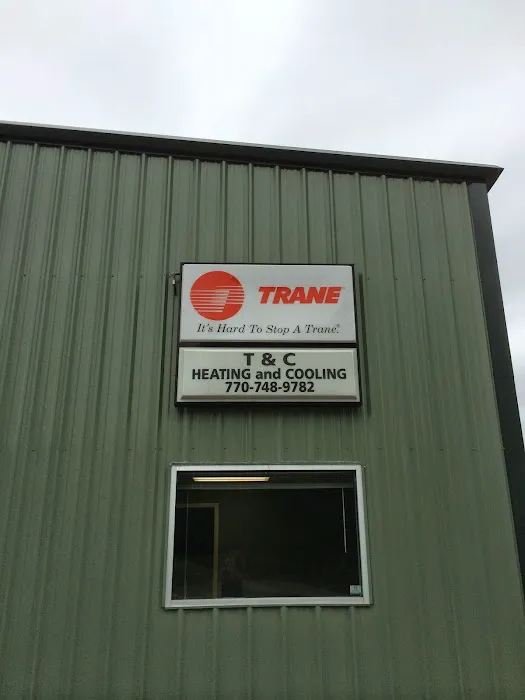 TRANE
It's Hard To Stop A Trane.®
T & C
HEATING and COOLING
770-748-9782